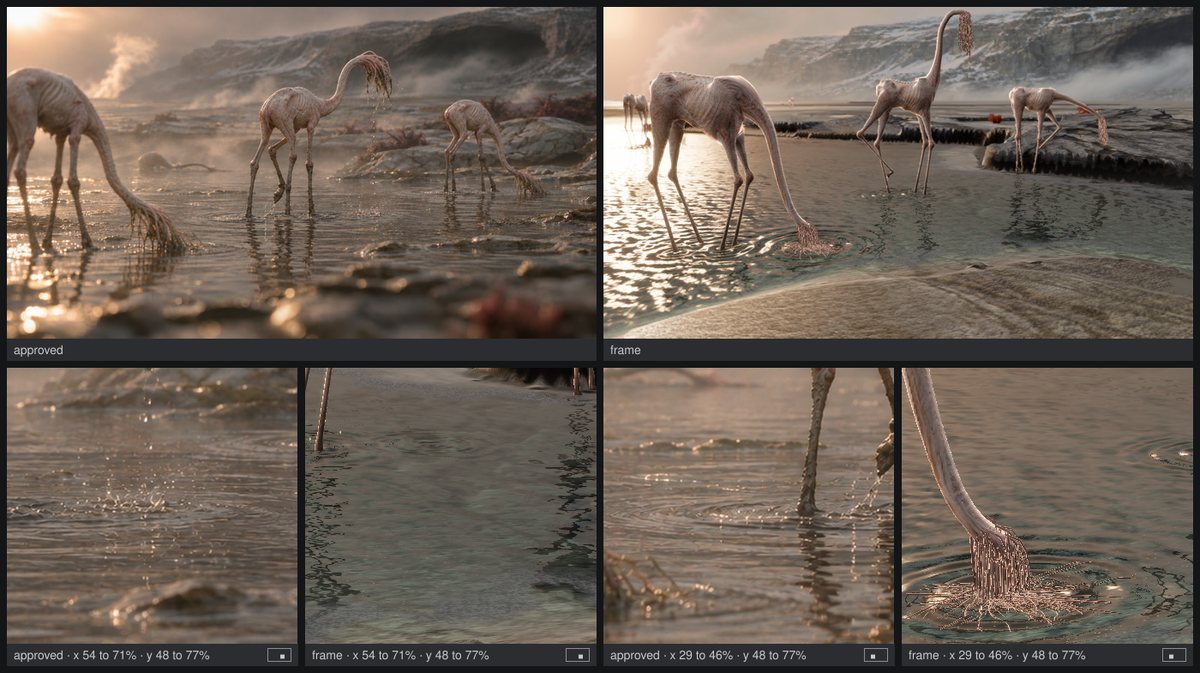 approved
frame
approved · x 54 to 71% · y 48 to 77%
frame · x 54 to 71% · y 48 to 77%
approved · x 29 to 46% · y 48 to 77%
frame · x 29 to 46% · y 48 to 77%